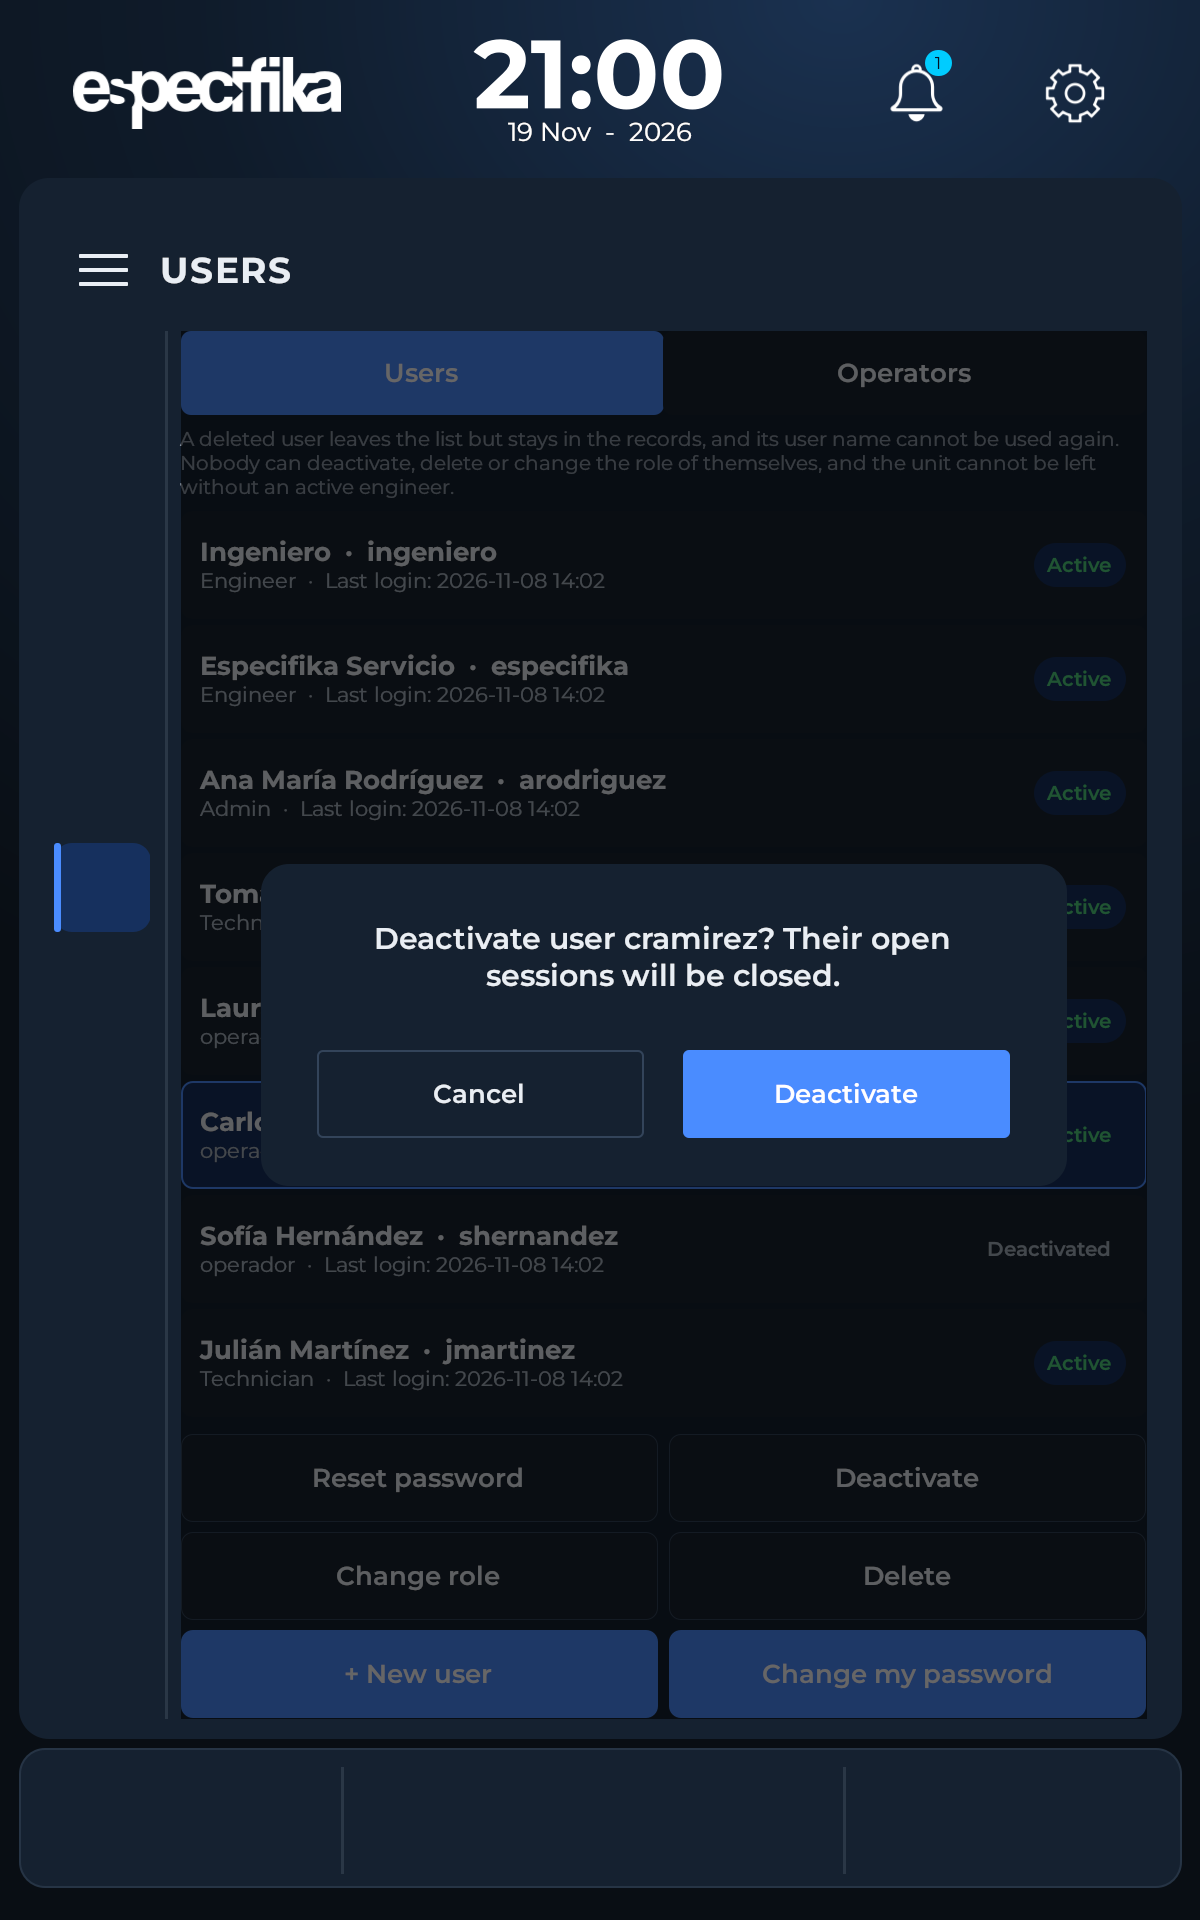 especifika
21:00
19 Nov - 2026
1
USERS
Users
Operators
A deleted user leaves the list but stays in the records, and its user name cannot be used again.
Nobody can deactivate, delete or change the role of themselves, and the unit cannot be left
without an active engineer.
Ingeniero · ingeniero
Active
Engineer · Last login: 2026-11-08 14:02
Especifika Servicio · especifika
Active
Engineer · Last login: 2026-11-08 14:02
Ana María Rodríguez · arodriguez
Active
Admin · Last login: 2026-11-08 14:02
Deactivate user cramirez? Their open
sessions will be closed.
Cancel
Deactivate
Sofía Hernández · shernandez
Deactivated
operador · Last login: 2026-11-08 14:02
Julián Martínez · jmartinez
Active
Technician · Last login: 2026-11-08 14:02
Reset password
Deactivate
Change role
Delete
+ New user
Change my password